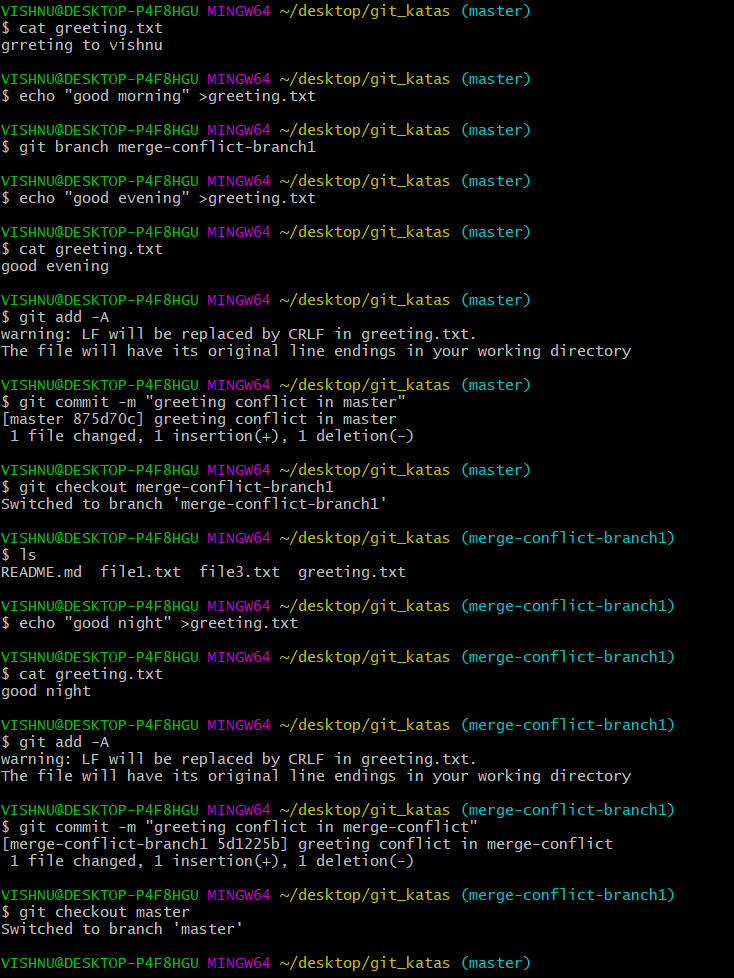 VISHNU@DESKTOP-P4F8HGU MINGW64 ~/desktop/git_katas (master)
$ cat greeting.txt
grreting to vishnu

VISHNU@DESKTOP-P4F8HGU MINGW64 ~/desktop/git_katas (master)
$ echo "good morning" >greeting.txt

VISHNU@DESKTOP-P4F8HGU MINGW64 ~/desktop/git_katas (master)
$ git branch merge-conflict-branch1

VISHNU@DESKTOP-P4F8HGU MINGW64 ~/desktop/git_katas (master)
$ echo "good evening" >greeting.txt

VISHNU@DESKTOP-P4F8HGU MINGW64 ~/desktop/git_katas (master)
$ cat greeting.txt
good evening

VISHNU@DESKTOP-P4F8HGU MINGW64 ~/desktop/git_katas (master)
$ git add -A
warning: LF will be replaced by CRLF in greeting.txt.
The file will have its original line endings in your working directory

VISHNU@DESKTOP-P4F8HGU MINGW64 ~/desktop/git_katas (master)
$ git commit -m "greeting conflict in master"
[master 875d70c] greeting conflict in master
 1 file changed, 1 insertion(+), 1 deletion(-)

VISHNU@DESKTOP-P4F8HGU MINGW64 ~/desktop/git_katas (master)
$ git checkout merge-conflict-branch1
Switched to branch 'merge-conflict-branch1'

VISHNU@DESKTOP-P4F8HGU MINGW64 ~/desktop/git_katas (merge-conflict-branch1)
$ ls
README.md  file1.txt  file3.txt  greeting.txt

VISHNU@DESKTOP-P4F8HGU MINGW64 ~/desktop/git_katas (merge-conflict-branch1)
$ echo "good night" >greeting.txt

VISHNU@DESKTOP-P4F8HGU MINGW64 ~/desktop/git_katas (merge-conflict-branch1)
$ cat greeting.txt
good night

VISHNU@DESKTOP-P4F8HGU MINGW64 ~/desktop/git_katas (merge-conflict-branch1)
$ git add -A
warning: LF will be replaced by CRLF in greeting.txt.
The file will have its original line endings in your working directory

VISHNU@DESKTOP-P4F8HGU MINGW64 ~/desktop/git_katas (merge-conflict-branch1)
$ git commit -m "greeting conflict in merge-conflict"
[merge-conflict-branch1 5d1225b] greeting conflict in merge-conflict
 1 file changed, 1 insertion(+), 1 deletion(-)

VISHNU@DESKTOP-P4F8HGU MINGW64 ~/desktop/git_katas (merge-conflict-branch1)
$ git checkout master
Switched to branch 'master'

VISHNU@DESKTOP-P4F8HGU MINGW64 ~/desktop/git_katas (master)